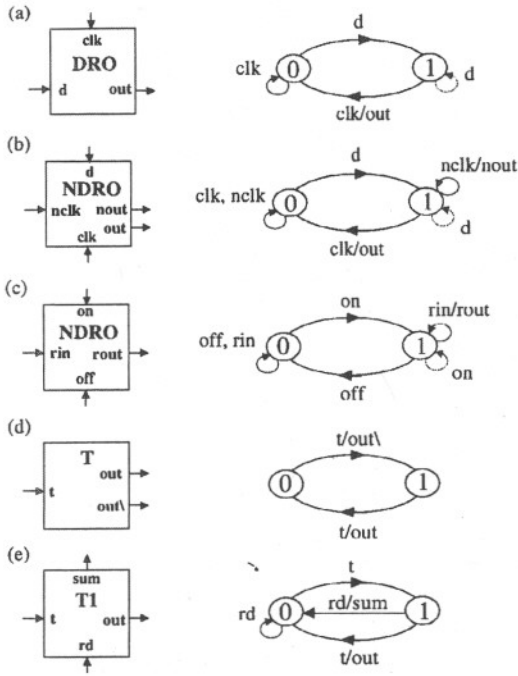 (a)
clk
DRO
d out
d
clk 0 1 d
clk/out
(b)
d
NDRO
nclk nout
out
clk
d
nclk/nout
clk, nclk 0 1
d
clk/out
(c)
on
NDRO
rin rout
off
on
rin/rout
off, rin 0 1
on
off
(d)
T
out
t
out\
t/out\
0 1
t/out
(e)
sum
T1
t out
rd
t
rd/sum
rd 0 1
t/out